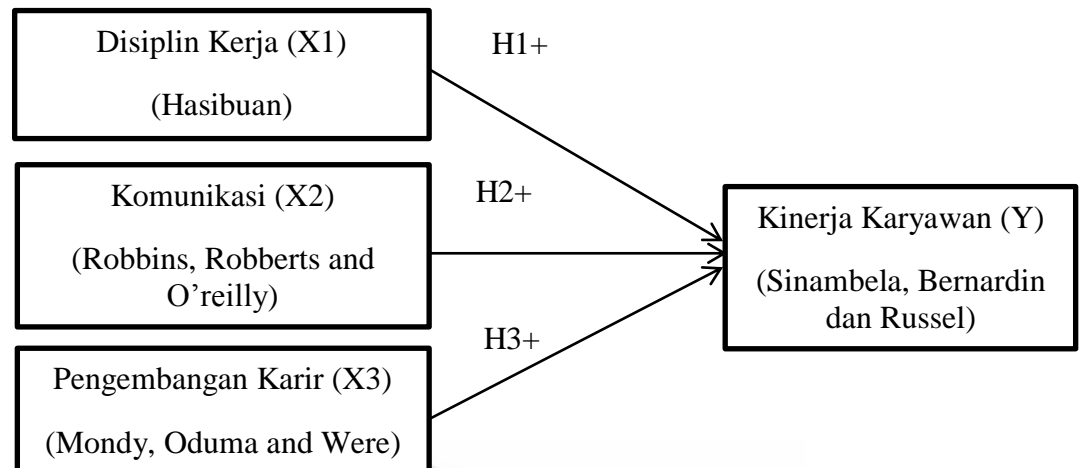 Disiplin Kerja (X1)
(Hasibuan)
H1+
Komunikasi (X2)
(Robbins, Robberts and
O’reilly)
H2+
Pengembangan Karir (X3)
(Mondy, Oduma and Were)
H3+
Kinerja Karyawan (Y)
(Sinambela, Bernardin
dan Russel)